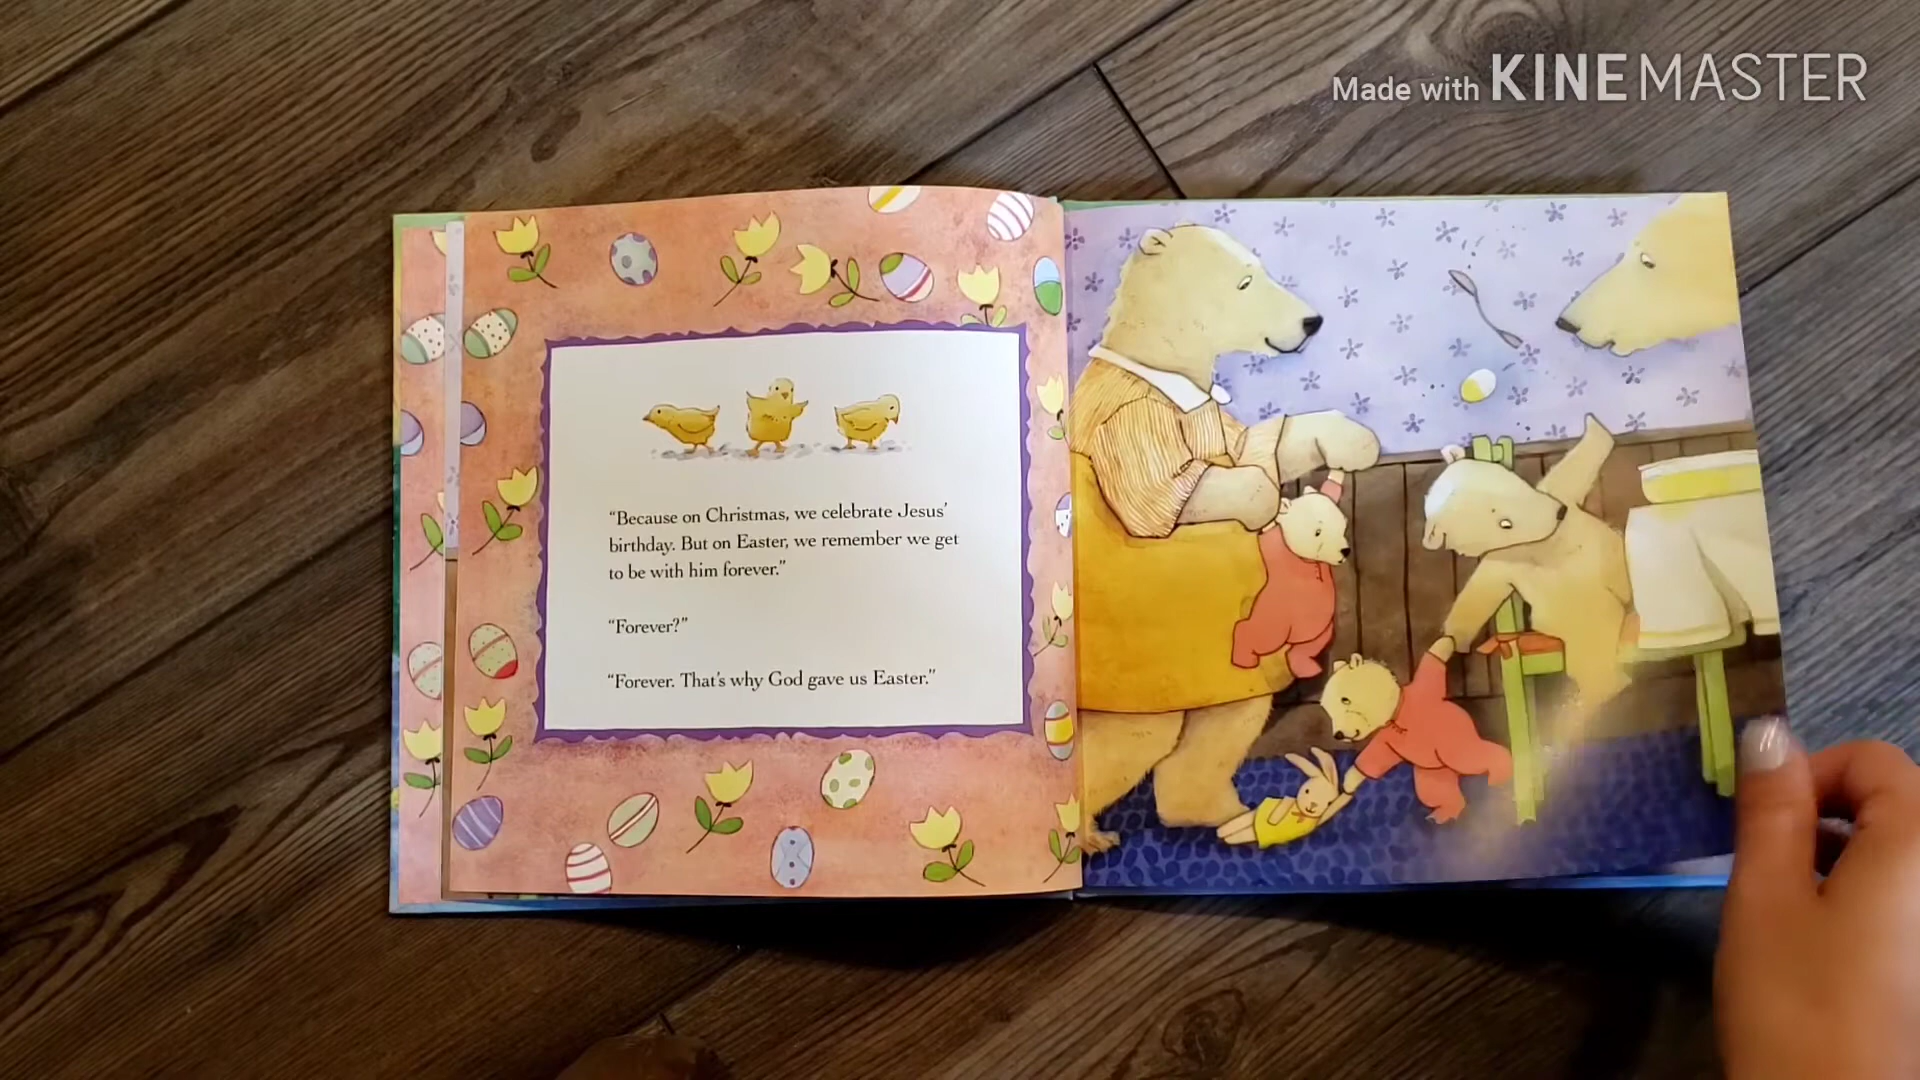 Made with KINEMASTER
“Because on Christmas, we celebrate Jesus’
birthday. But on Easter, we remember we get
to be with him forever.”
“Forever?”
“Forever. That’s why God gave us Easter.”